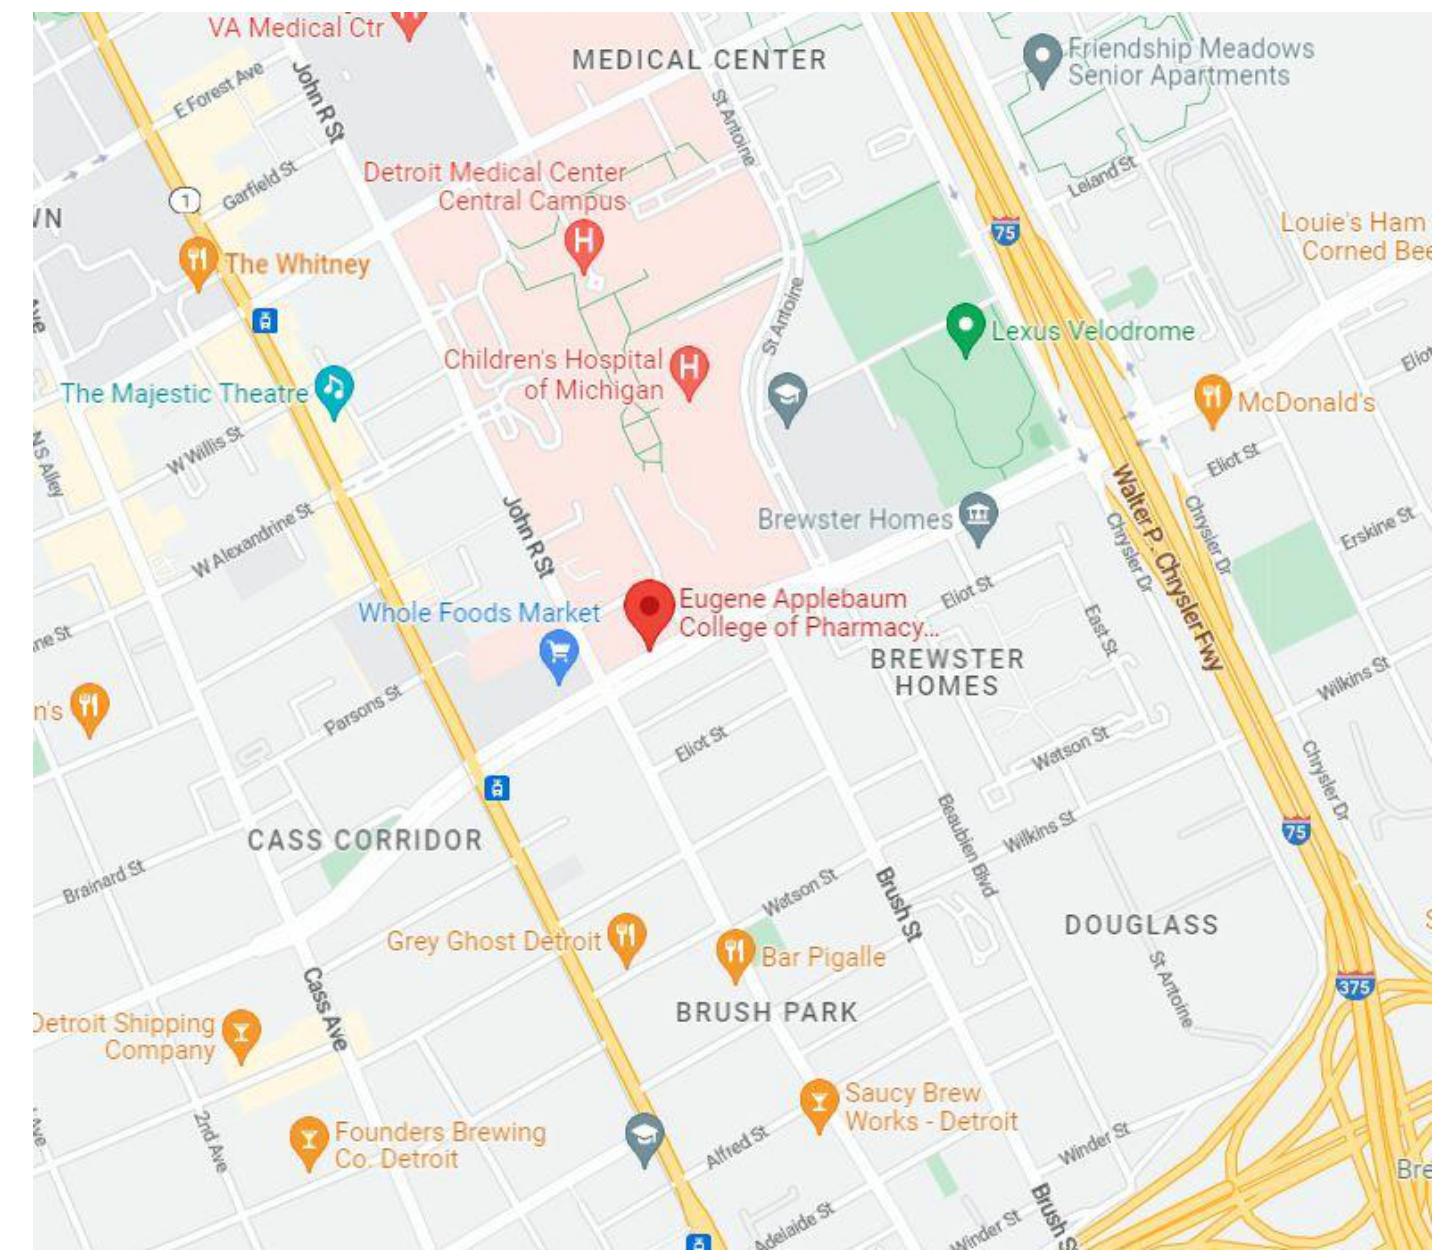 VA Medical Ctr
MEDICAL CENTER
Friendship Meadows
Senior Apartments
E Forest Ave
John R St
St Antoine
Garfield St
Detroit Medical Center
Central Campus
Leland St
1
WN
75
Louie's Ham
Corned Bee
The Whitney
Ave
St Antoine
Lexus Velodrome
Eliot
Children's Hospital
of Michigan
The Majestic Theatre
McDonald's
N S Alley
W Willis St
Eliot St
W Alexandrine St
John R St
Brewster Homes
Walter P. Chrysler Fwy
Chrysler Dr
Chrysler Dr
Erskine St
Whole Foods Market
Eugene Applebaum
College of Pharmacy...
Eliot St
East St
ne St
BREWSTER
HOMES
Wilkins St
n's
Parsons St
Eliot St
Watson St
Chrysler Dr
CASS CORRIDOR
Beaubien Blvd
Wilkins St
75
Brainard St
Watson St
Brush St
Grey Ghost Detroit
Bar Pigalle
DOUGLASS
Cass Ave
BRUSH PARK
St Antoine
375
Detroit Shipping
Company
Saucy Brew
Works - Detroit
2nd Ave
Founders Brewing
Co. Detroit
Alfred St
Winder St
Bre
Adelaide St
Winder St
Brush S